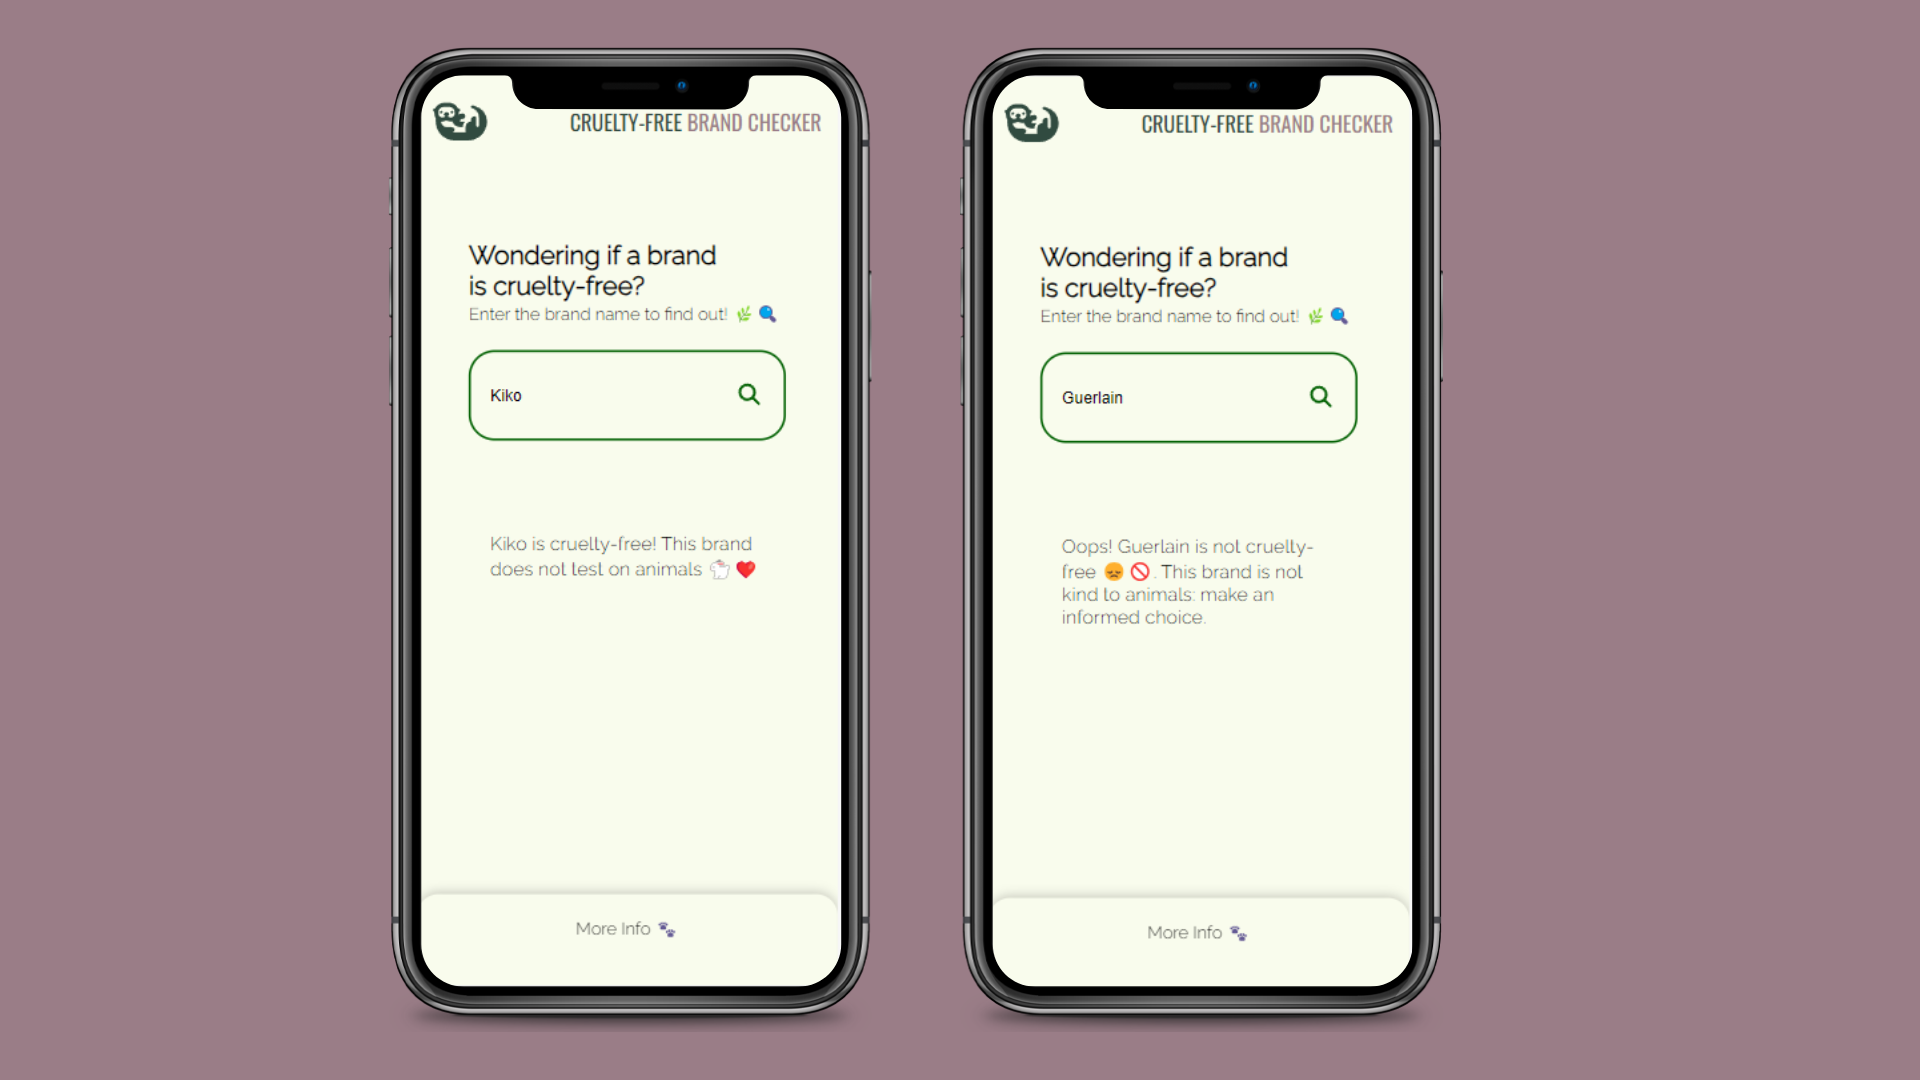 CRUELTY-FREE BRAND CHECKER
Wondering if a brand
is cruelty-free?
Enter the brand name to find out! 🌿 🔍
Kiko
Kiko is cruelty-free! This brand
does not test on animals 🐁 ❤️
More Info 🐾
CRUELTY-FREE BRAND CHECKER
Wondering if a brand
is cruelty-free?
Enter the brand name to find out! 🌿 🔍
Guerlain
Oops! Guerlain is not cruelty-
free 😞 🚫. This brand is not
kind to animals: make an
informed choice.
More Info 🐾